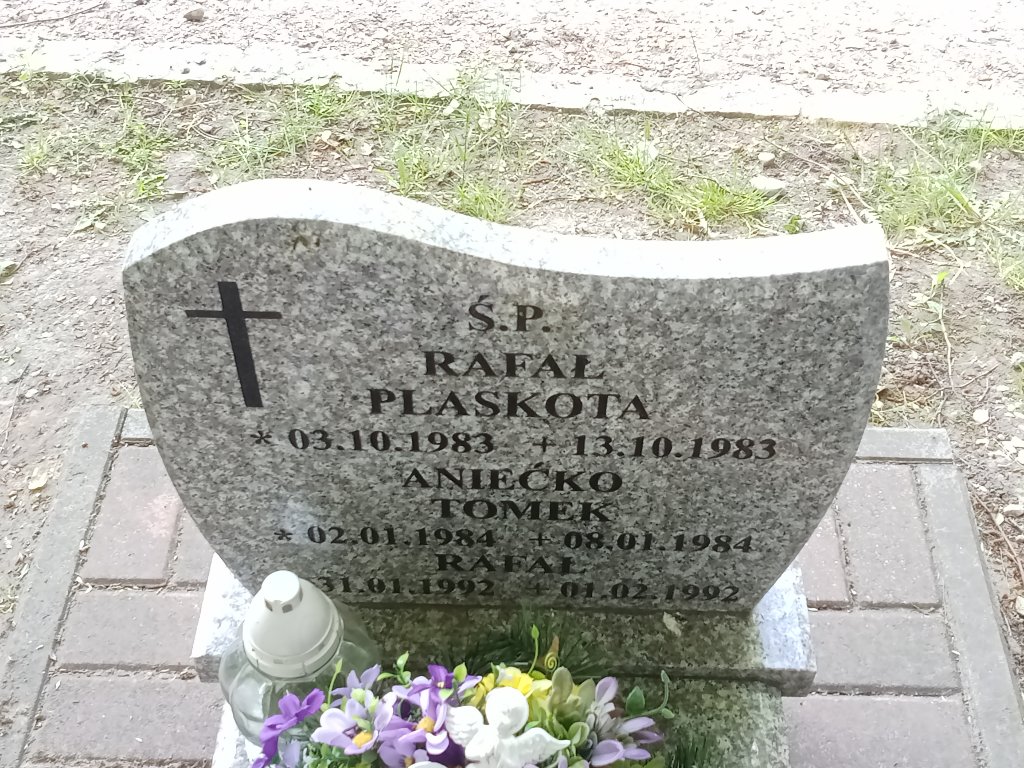 Ś.P.
RAFAŁ
PLASKOTA
* 03.10.1983 + 13.10.1983
ANIEĆKO
TOMEK
* 02.01.1984 + 08.01.1984
RAFAŁ
31.01.1992 + 01.02.1992